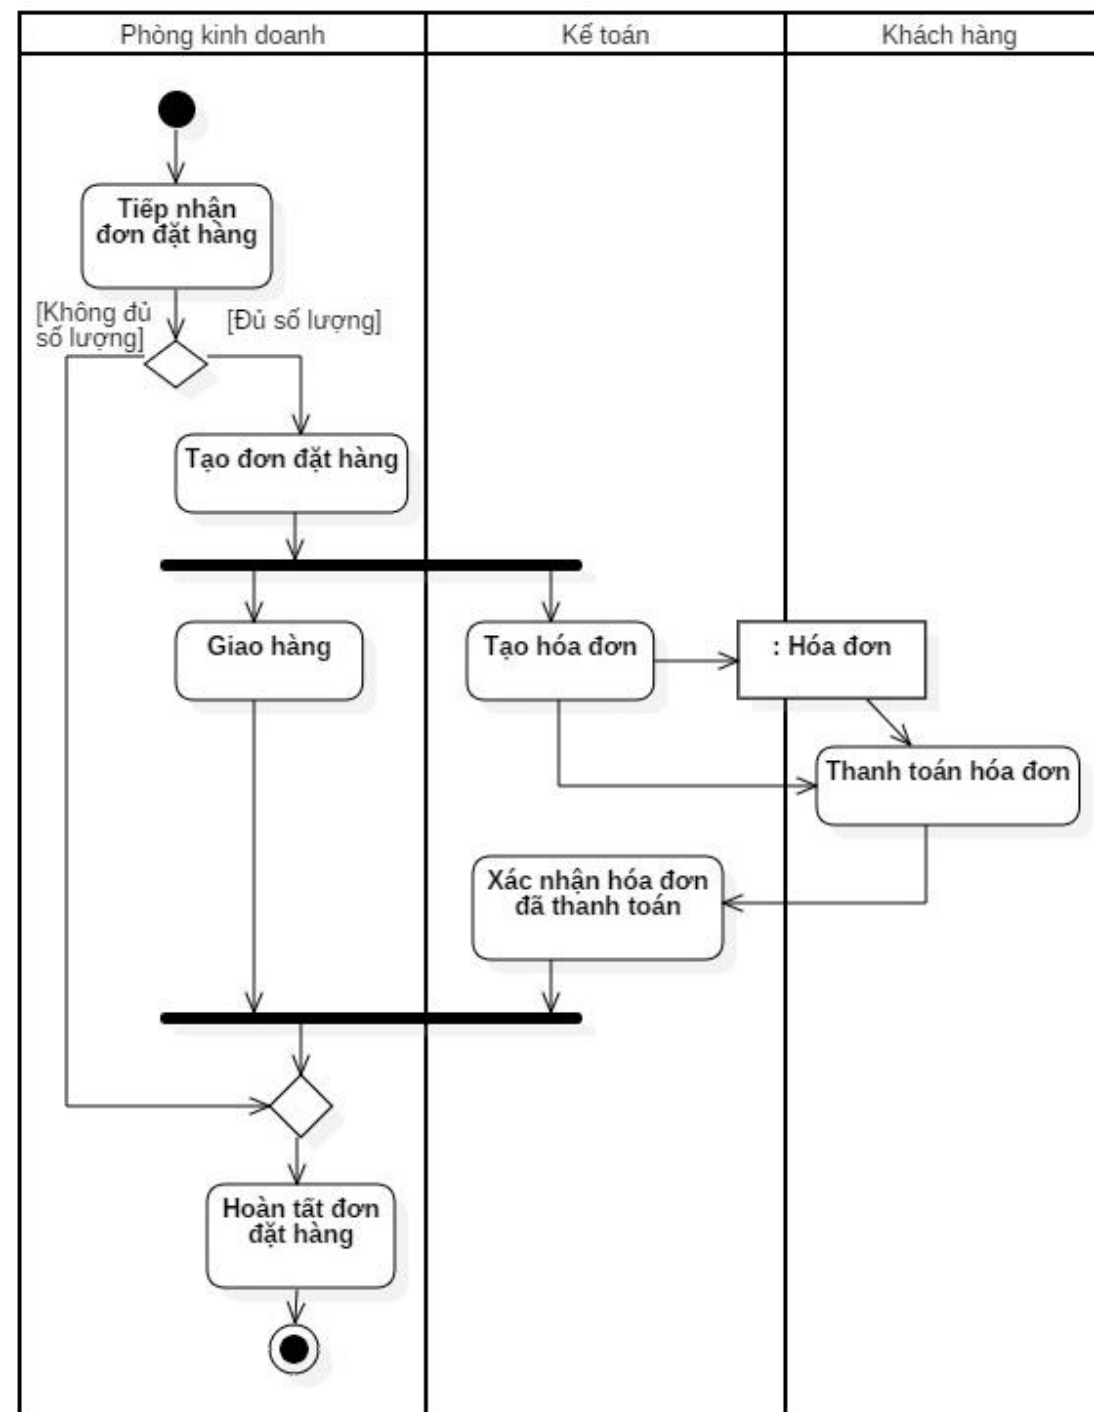 Phòng kinh doanh
Kế toán
Khách hàng
Tiếp nhận
đơn đặt hàng
[Không đủ
số lượng]
[Đủ số lượng]
Tạo đơn đặt hàng
Giao hàng
Tạo hóa đơn
: Hóa đơn
Thanh toán hóa đơn
Xác nhận hóa đơn
đã thanh toán
Hoàn tất đơn
đặt hàng